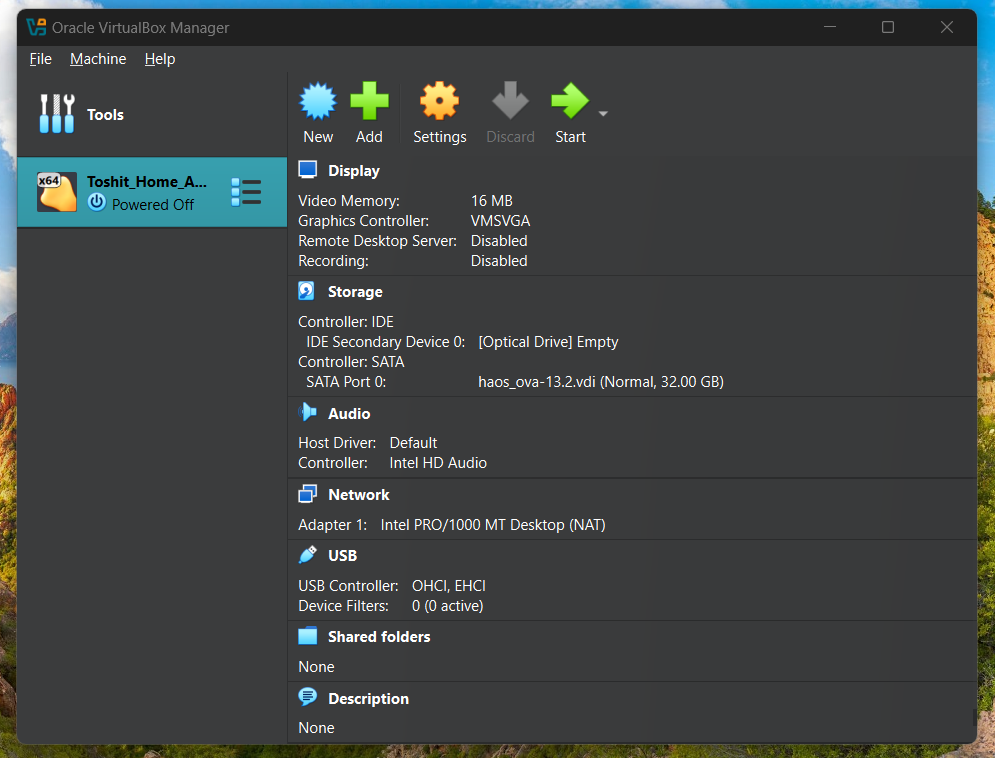 Oracle VirtualBox Manager
File Machine Help
Tools
New Add Settings Discard Start
x64
Toshit_Home_A...
Powered Off
Display
Video Memory: 16 MB
Graphics Controller: VMSVGA
Remote Desktop Server: Disabled
Recording: Disabled
Storage
Controller: IDE
IDE Secondary Device 0: [Optical Drive] Empty
Controller: SATA
SATA Port 0: haos_ova-13.2.vdi (Normal, 32.00 GB)
Audio
Host Driver: Default
Controller: Intel HD Audio
Network
Adapter 1: Intel PRO/1000 MT Desktop (NAT)
USB
USB Controller: OHCI, EHCI
Device Filters: 0 (0 active)
Shared folders
None
Description
None